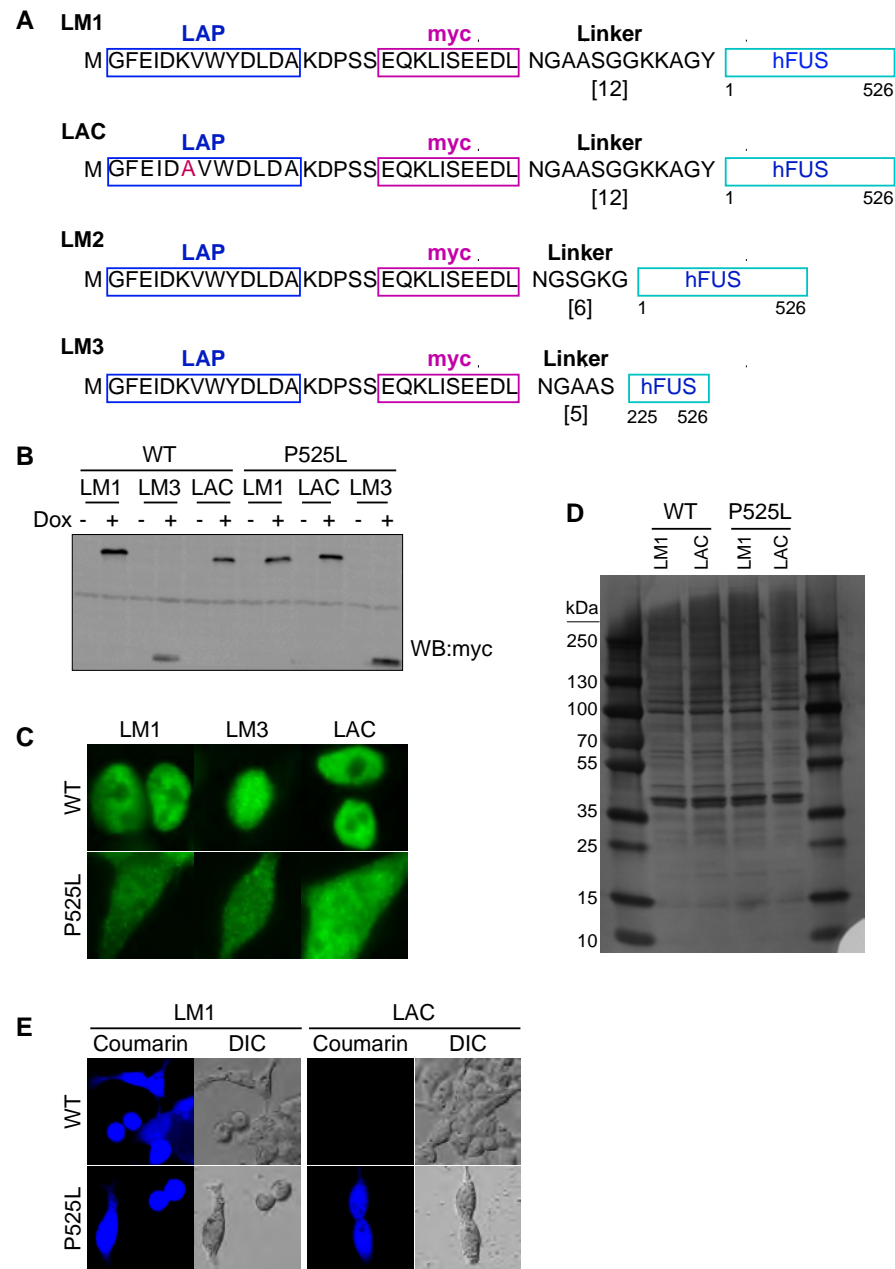 A LM1
LAP myc Linker
M GFEIDKVWYDLDA KDPSS EQKLISEEDL NGAASGGKKAGY hFUS
[12] 1 526
LAC
LAP myc Linker
M GFEIDAVWDLDA KDPSS EQKLISEEDL NGAASGGKKAGY hFUS
[12] 1 526
LM2
LAP myc Linker
M GFEIDKVWYDLDA KDPSS EQKLISEEDL NGSGKG hFUS
[6] 1 526
LM3
LAP myc Linker
M GFEIDKVWYDLDA KDPSS EQKLISEEDL NGAAS hFUS
[5] 225 526
B
WT P525L
LM1 LM3 LAC LM1 LAC LM3
Dox - + - + - + - + - + - +
WB:myc
C
LM1 LM3 LAC
WT
P525L
D
WT P525L
LM1 LAC LM1 LAC
kDa
250
130
100
70
55
35
25
15
10
E
LM1 LAC
Coumarin DIC Coumarin DIC
WT
P525L